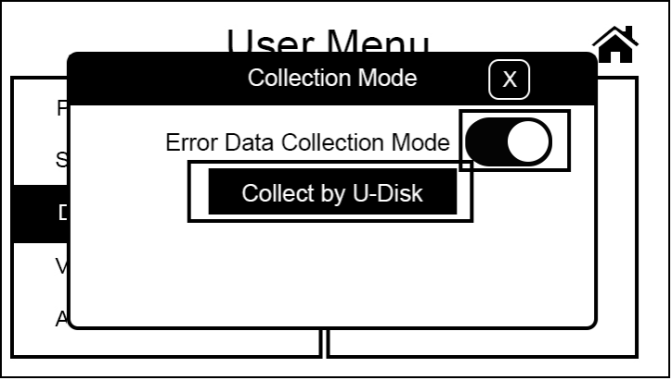 User Menu
Collection Mode X
Error Data Collection Mode
Collect by U-Disk